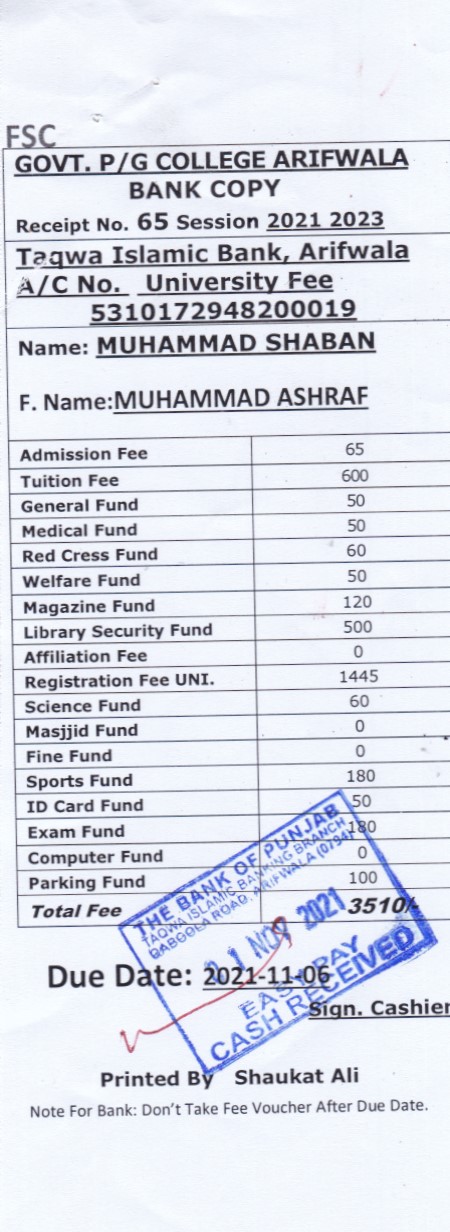 FSC
GOVT. P/G COLLEGE ARIFWALA
BANK COPY
Receipt No. 65 Session 2021 2023
Taqwa Islamic Bank, Arifwala
A/C No. University Fee
5310172948200019
Name: MUHAMMAD SHABAN
F. Name:MUHAMMAD ASHRAF
Admission Fee 65
Tuition Fee 600
General Fund 50
Medical Fund 50
Red Cress Fund 60
Welfare Fund 50
Magazine Fund 120
Library Security Fund 500
Affiliation Fee 0
Registration Fee UNI. 1445
Science Fund 60
Masjjid Fund 0
Fine Fund 0
Sports Fund 180
ID Card Fund 50
Exam Fund 180
Computer Fund 0
Parking Fund 100
Total Fee 3510/-
THE BANK OF PUNJAB
TAQWA ISLAMIC BANKING BRANCH
QABOOLA ROAD, ARIFWALA (0794)
01 NOV 2021
EASY PAY
CASH RECEIVED
Due Date: 2021-11-06
Sign. Cashier
Printed By Shaukat Ali
Note For Bank: Don't Take Fee Voucher After Due Date.